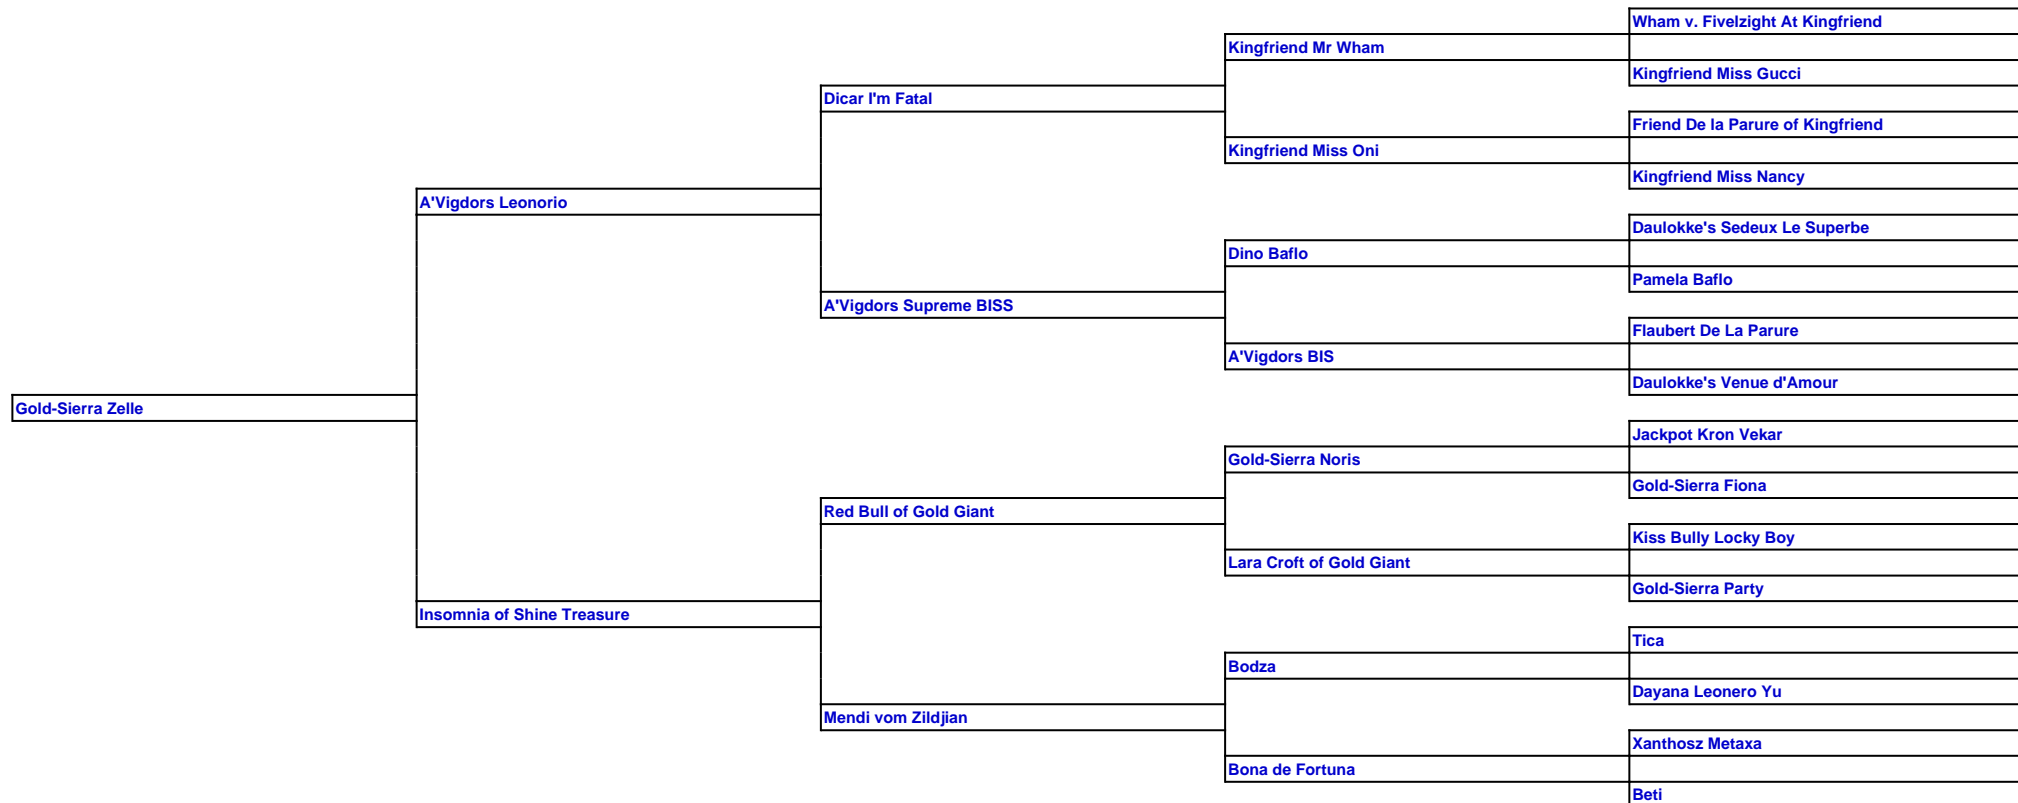 Wham v. Fivelzight At Kingfriend
Kingfriend Mr Wham
Kingfriend Miss Gucci
Dicar I'm Fatal
Friend De la Parure of Kingfriend
Kingfriend Miss Oni
Kingfriend Miss Nancy
A'Vigdors Leonorio
Daulokke's Sedeux Le Superbe
Dino Baflo
Pamela Baflo
A'Vigdors Supreme BISS
Flaubert De La Parure
A'Vigdors BIS
Daulokke's Venue d'Amour
Gold-Sierra Zelle
Jackpot Kron Vekar
Gold-Sierra Noris
Gold-Sierra Fiona
Red Bull of Gold Giant
Kiss Bully Locky Boy
Lara Croft of Gold Giant
Gold-Sierra Party
Insomnia of Shine Treasure
Tica
Bodza
Dayana Leonero Yu
Mendi vom Zildjian
Xanthosz Metaxa
Bona de Fortuna
Beti